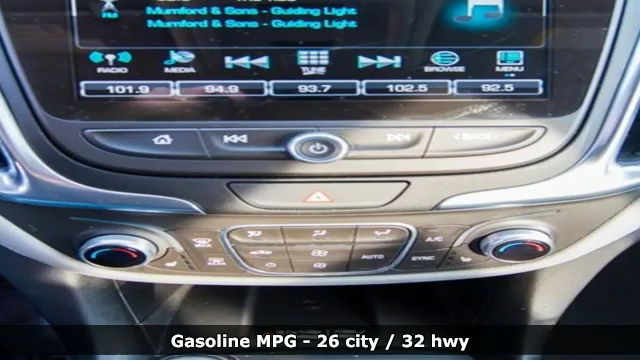 FM
Mumford & Sons - Guiding Light
Mumford & Sons - Guiding Light
RADIO MEDIA TUNE BROWSE MENU
101.9 94.9 93.7 102.5 92.5
BACK
AUTO A/C SYNC
Gasoline MPG - 26 city / 32 hwy